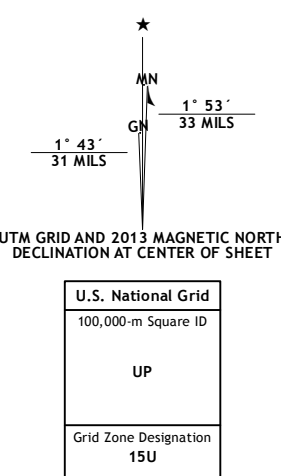 ★
MN
1° 53´
33 MILS
GN
1° 43´
31 MILS
UTM GRID AND 2013 MAGNETIC NORTH
DECLINATION AT CENTER OF SHEET
U.S. National Grid
100,000-m Square ID
UP
Grid Zone Designation
15U